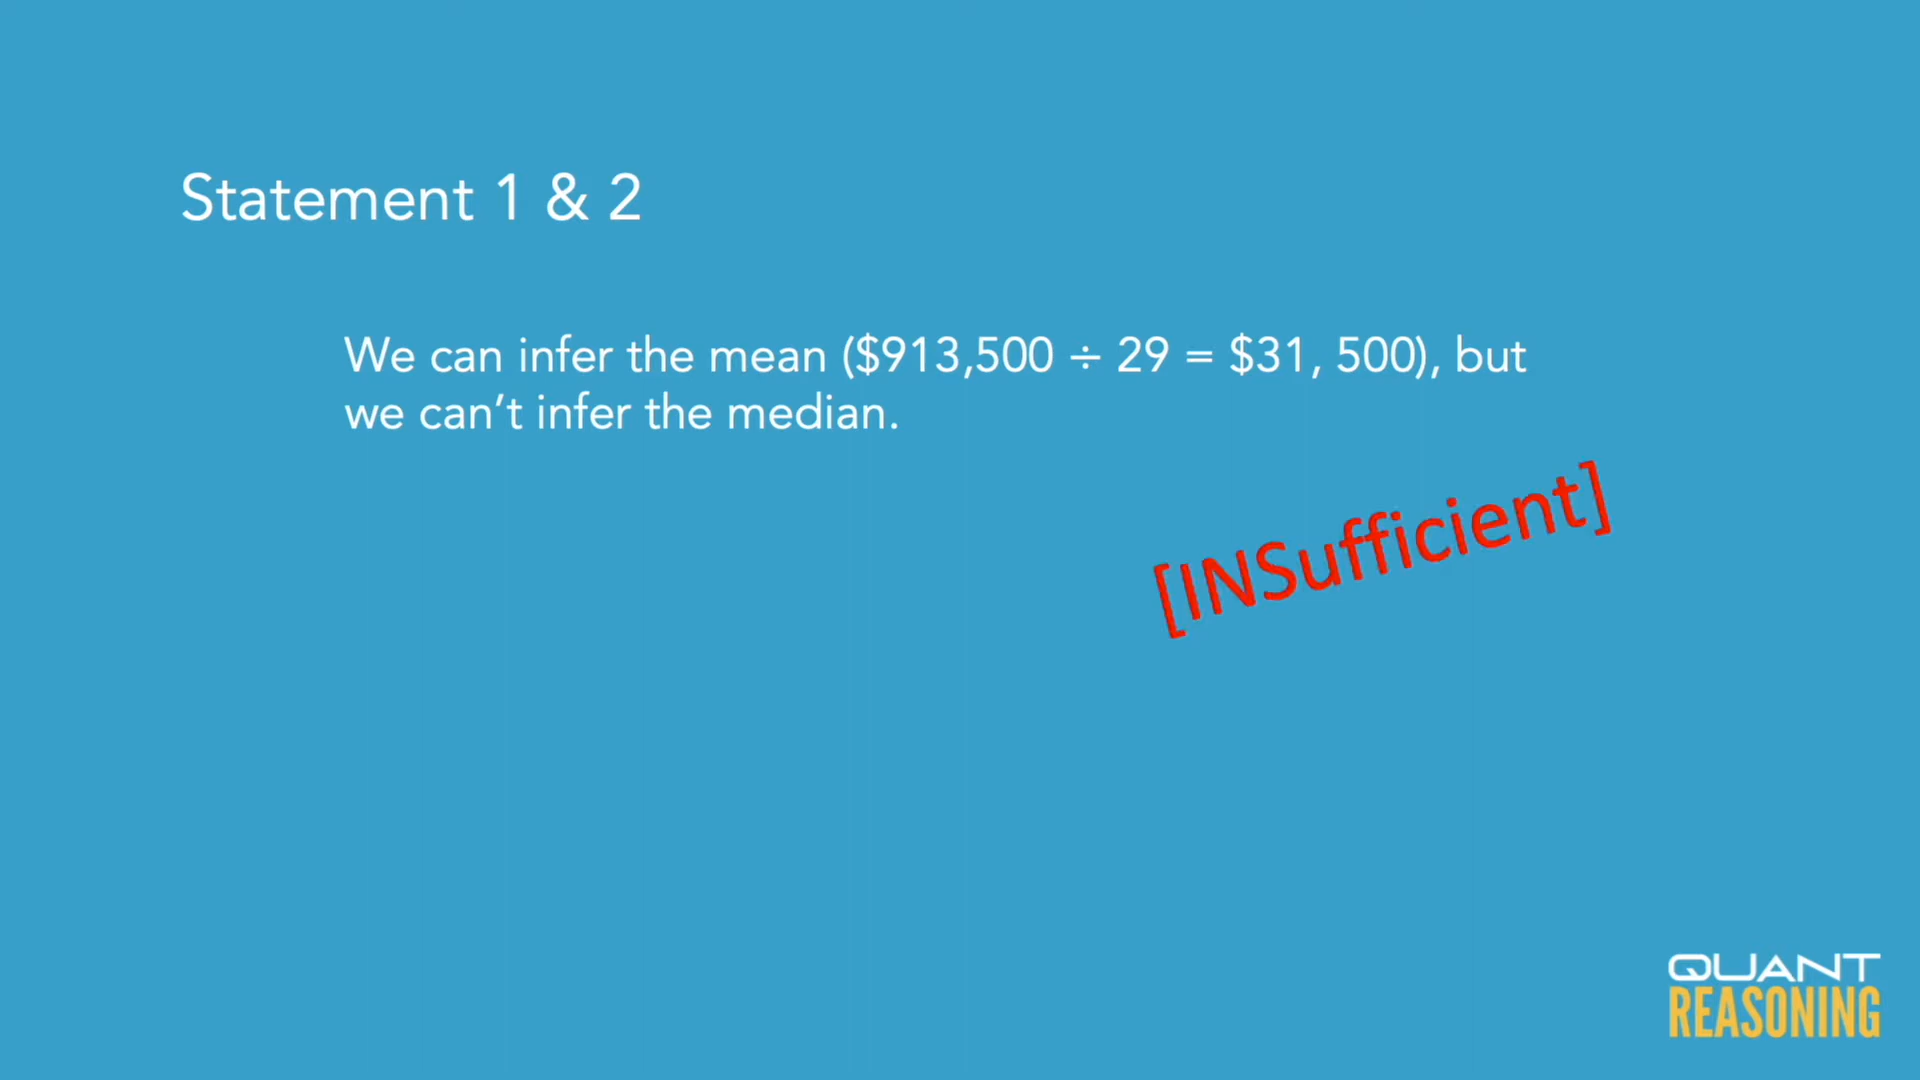 Statement 1 & 2
We can infer the mean ($913,500 ÷ 29 = $31, 500), but
we can’t infer the median.
[INSufficient]
QUANT
REASONING